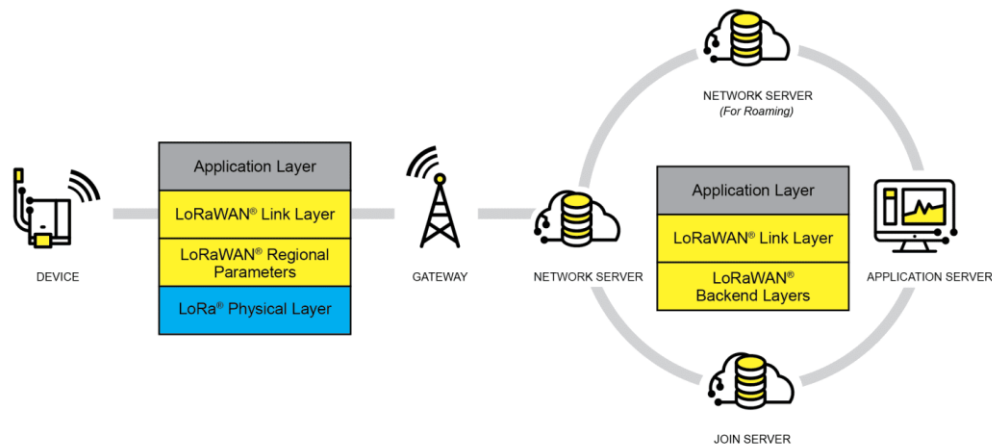 NETWORK SERVER
(For Roaming)
Application Layer
LoRaWAN® Link Layer
LoRaWAN® Regional
Parameters
LoRa® Physical Layer
Application Layer
LoRaWAN® Link Layer
LoRaWAN®
Backend Layers
DEVICE
GATEWAY
NETWORK SERVER
APPLICATION SERVER
JOIN SERVER